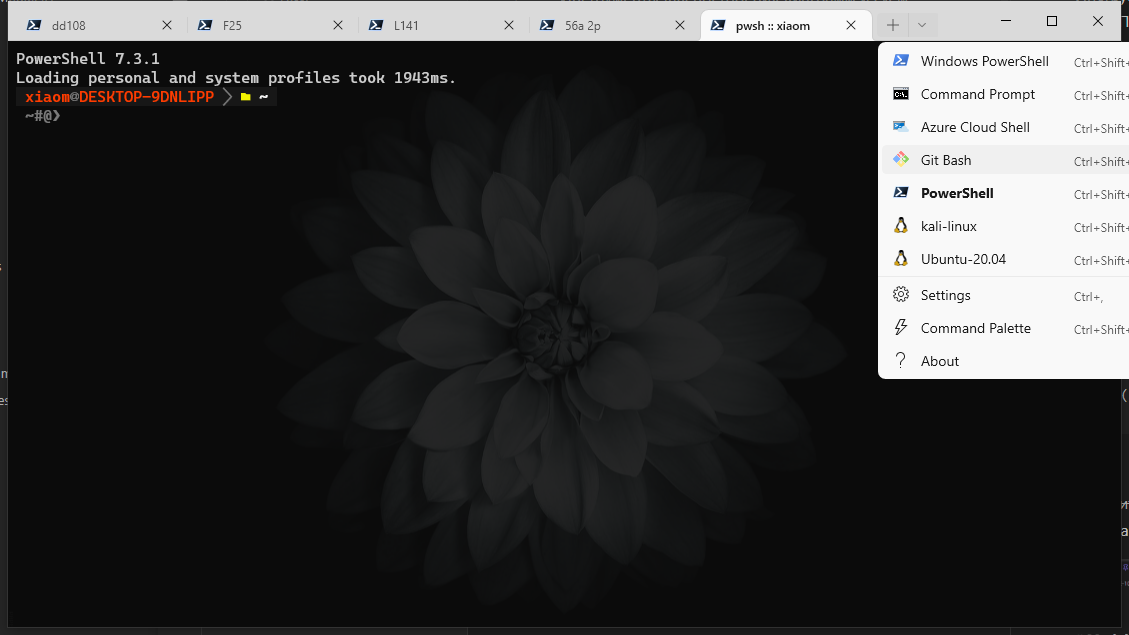 dd108
F25
L141
56a 2p
pwsh :: xiaom
PowerShell 7.3.1
Loading personal and system profiles took 1943ms.
xiaom@DESKTOP-9DNLIPP ~
~#@❯
Windows PowerShell Ctrl+Shift+
Command Prompt Ctrl+Shift+
Azure Cloud Shell Ctrl+Shift+
Git Bash Ctrl+Shift+
PowerShell Ctrl+Shift+
kali-linux Ctrl+Shift+
Ubuntu-20.04 Ctrl+Shift+
Settings Ctrl+,
Command Palette Ctrl+Shift+
About